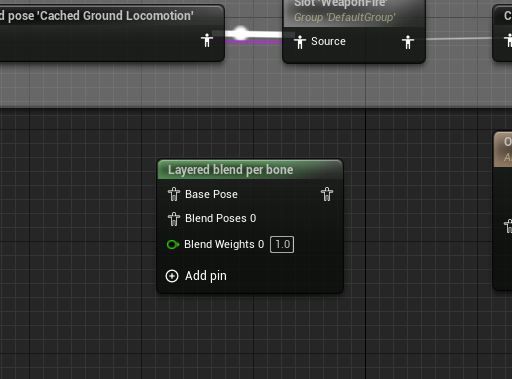 d pose 'Cached Ground Locomotion'
Slot 'WeaponFire'
Group 'DefaultGroup'
Source
C
O
A
Layered blend per bone
Base Pose
Blend Poses 0
Blend Weights 0 1.0
Add pin